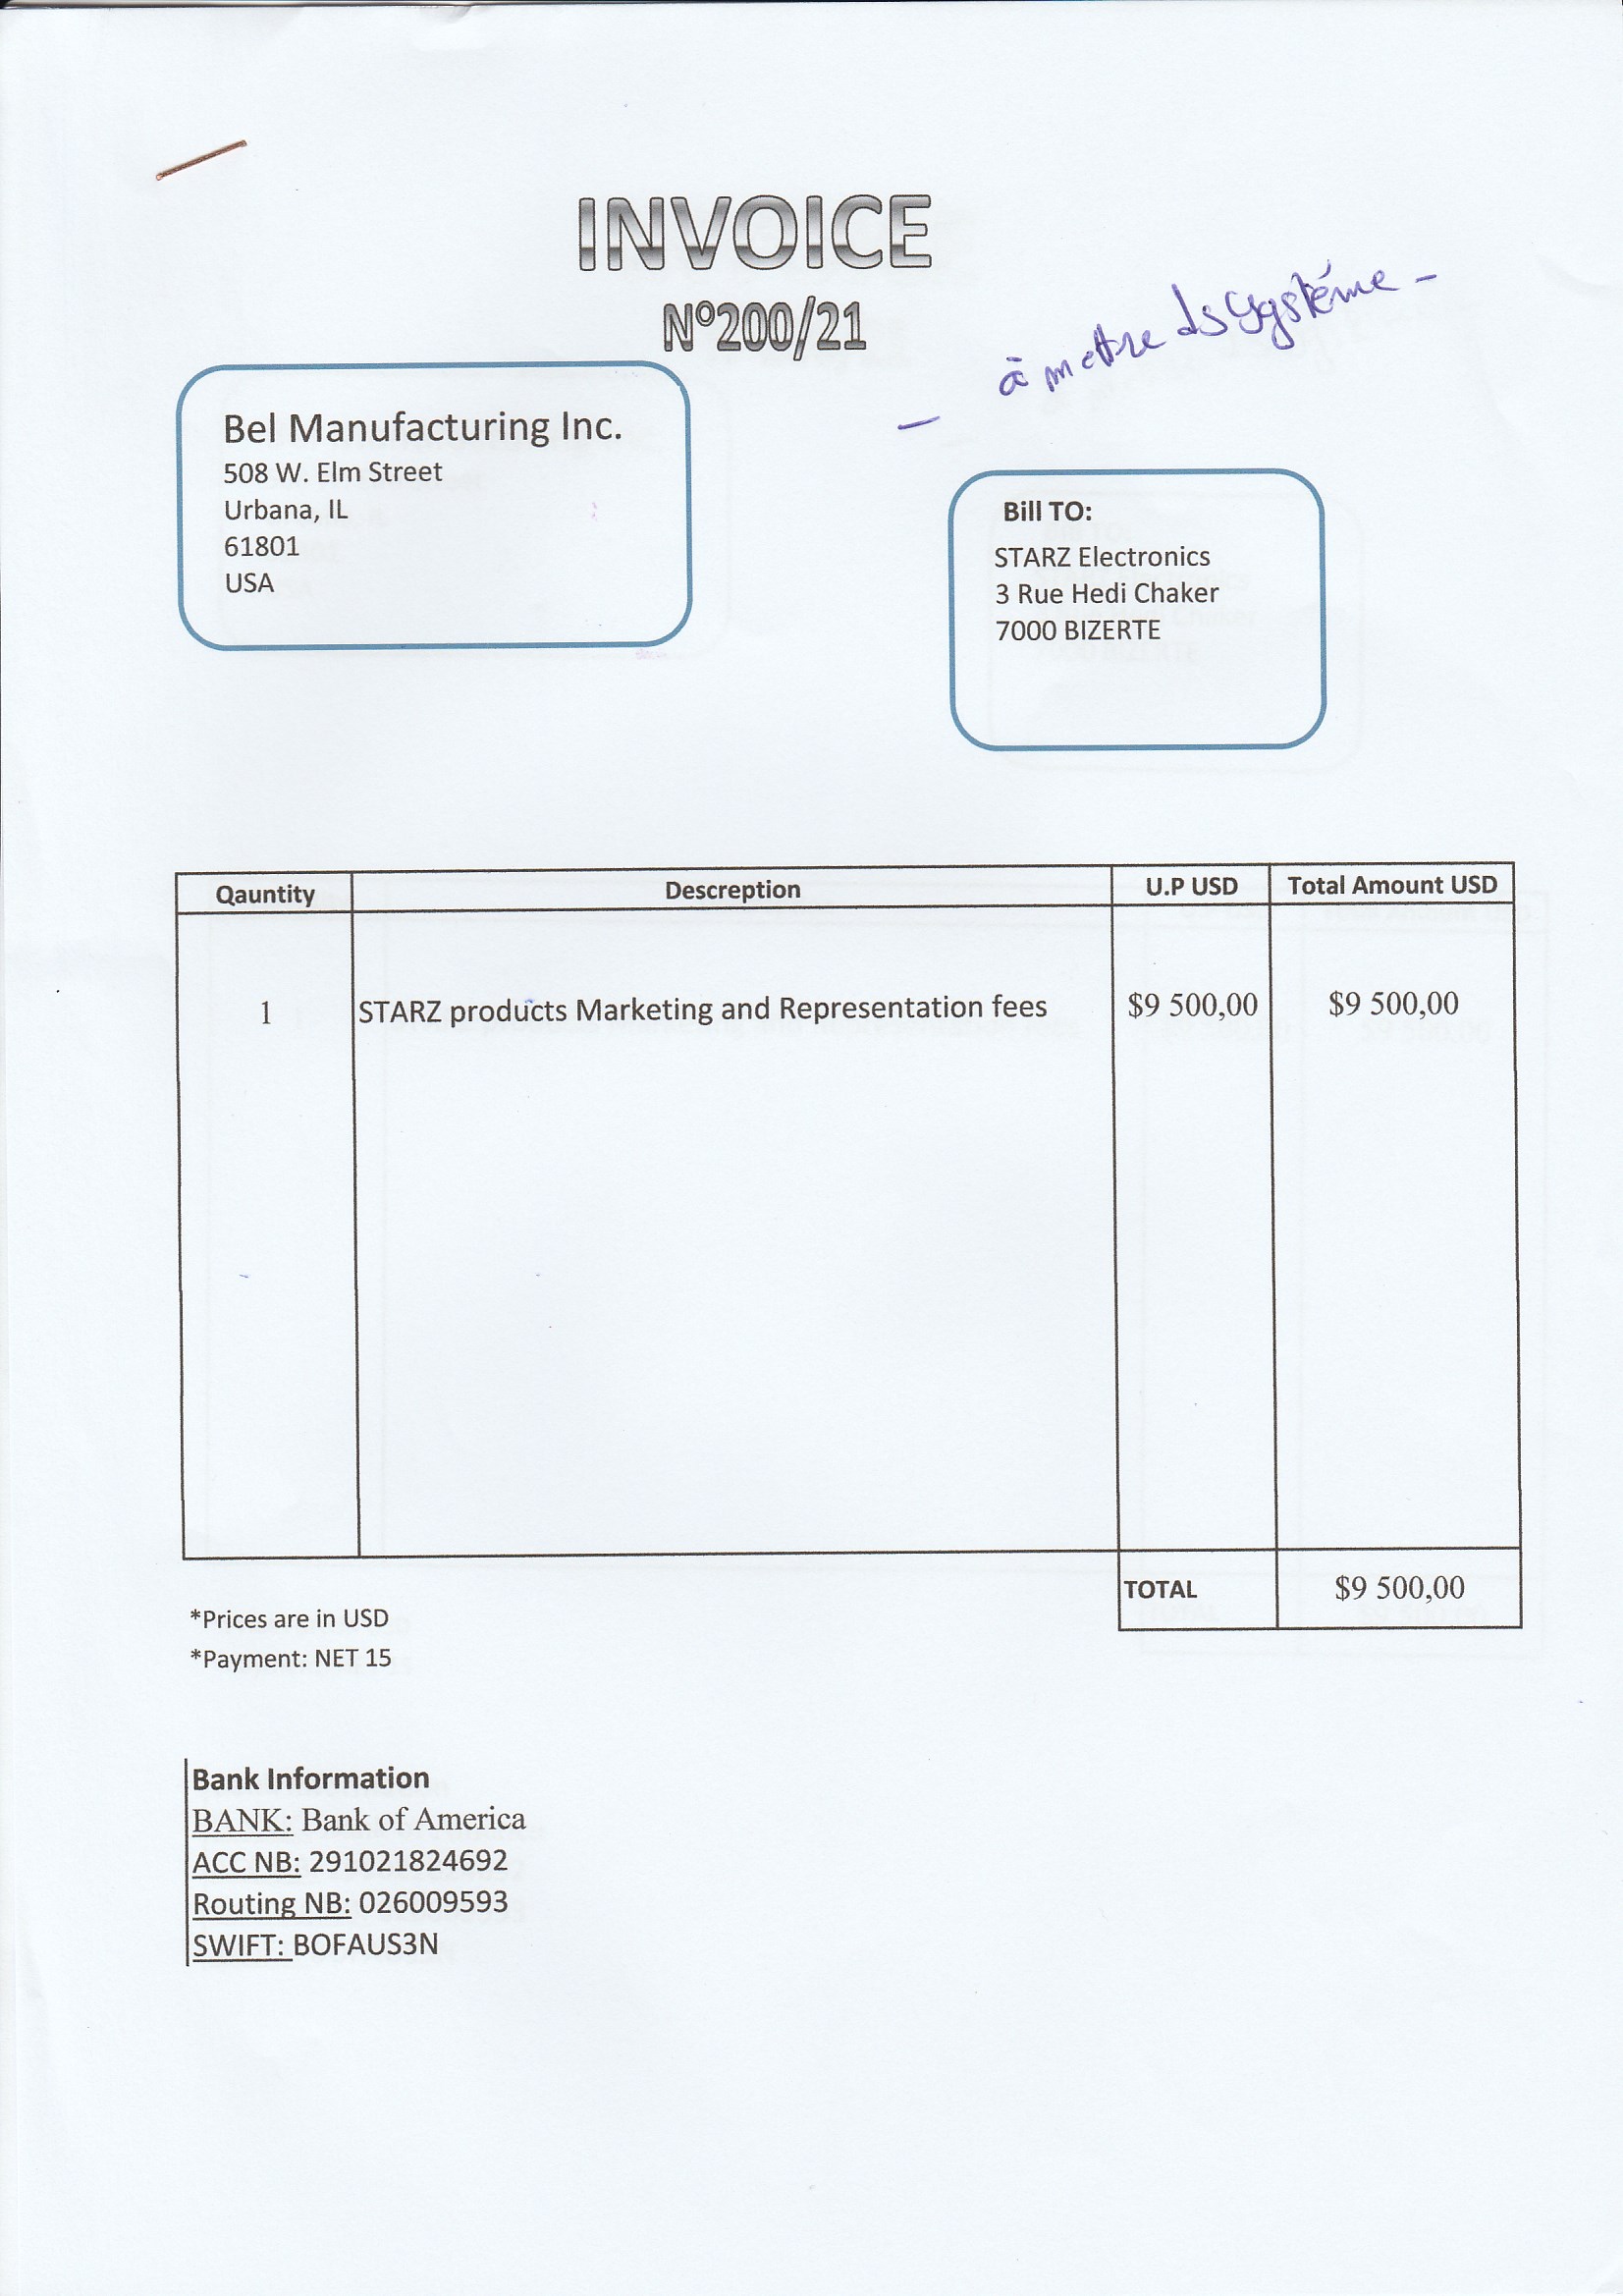 INVOICE
N°200/21
— à mettre ds système —
Bel Manufacturing Inc.
508 W. Elm Street
Urbana, IL
61801
USA
Bill TO:
STARZ Electronics
3 Rue Hedi Chaker
7000 BIZERTE
Qauntity Descreption U.P USD Total Amount USD
1 STARZ products Marketing and Representation fees $9 500,00 $9 500,00
TOTAL $9 500,00
*Prices are in USD
*Payment: NET 15
Bank Information
BANK: Bank of America
ACC NB: 291021824692
Routing NB: 026009593
SWIFT: BOFAUS3N